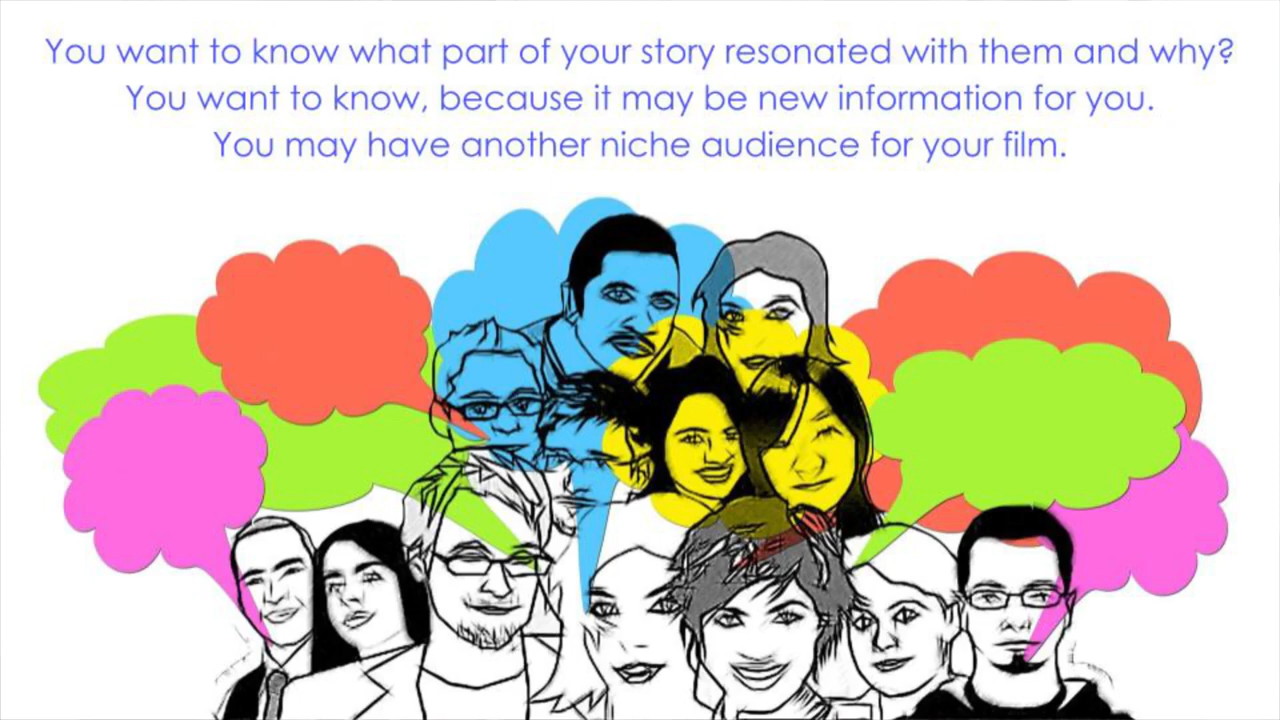 You want to know what part of your story resonated with them and why?
You want to know, because it may be new information for you.
You may have another niche audience for your film.